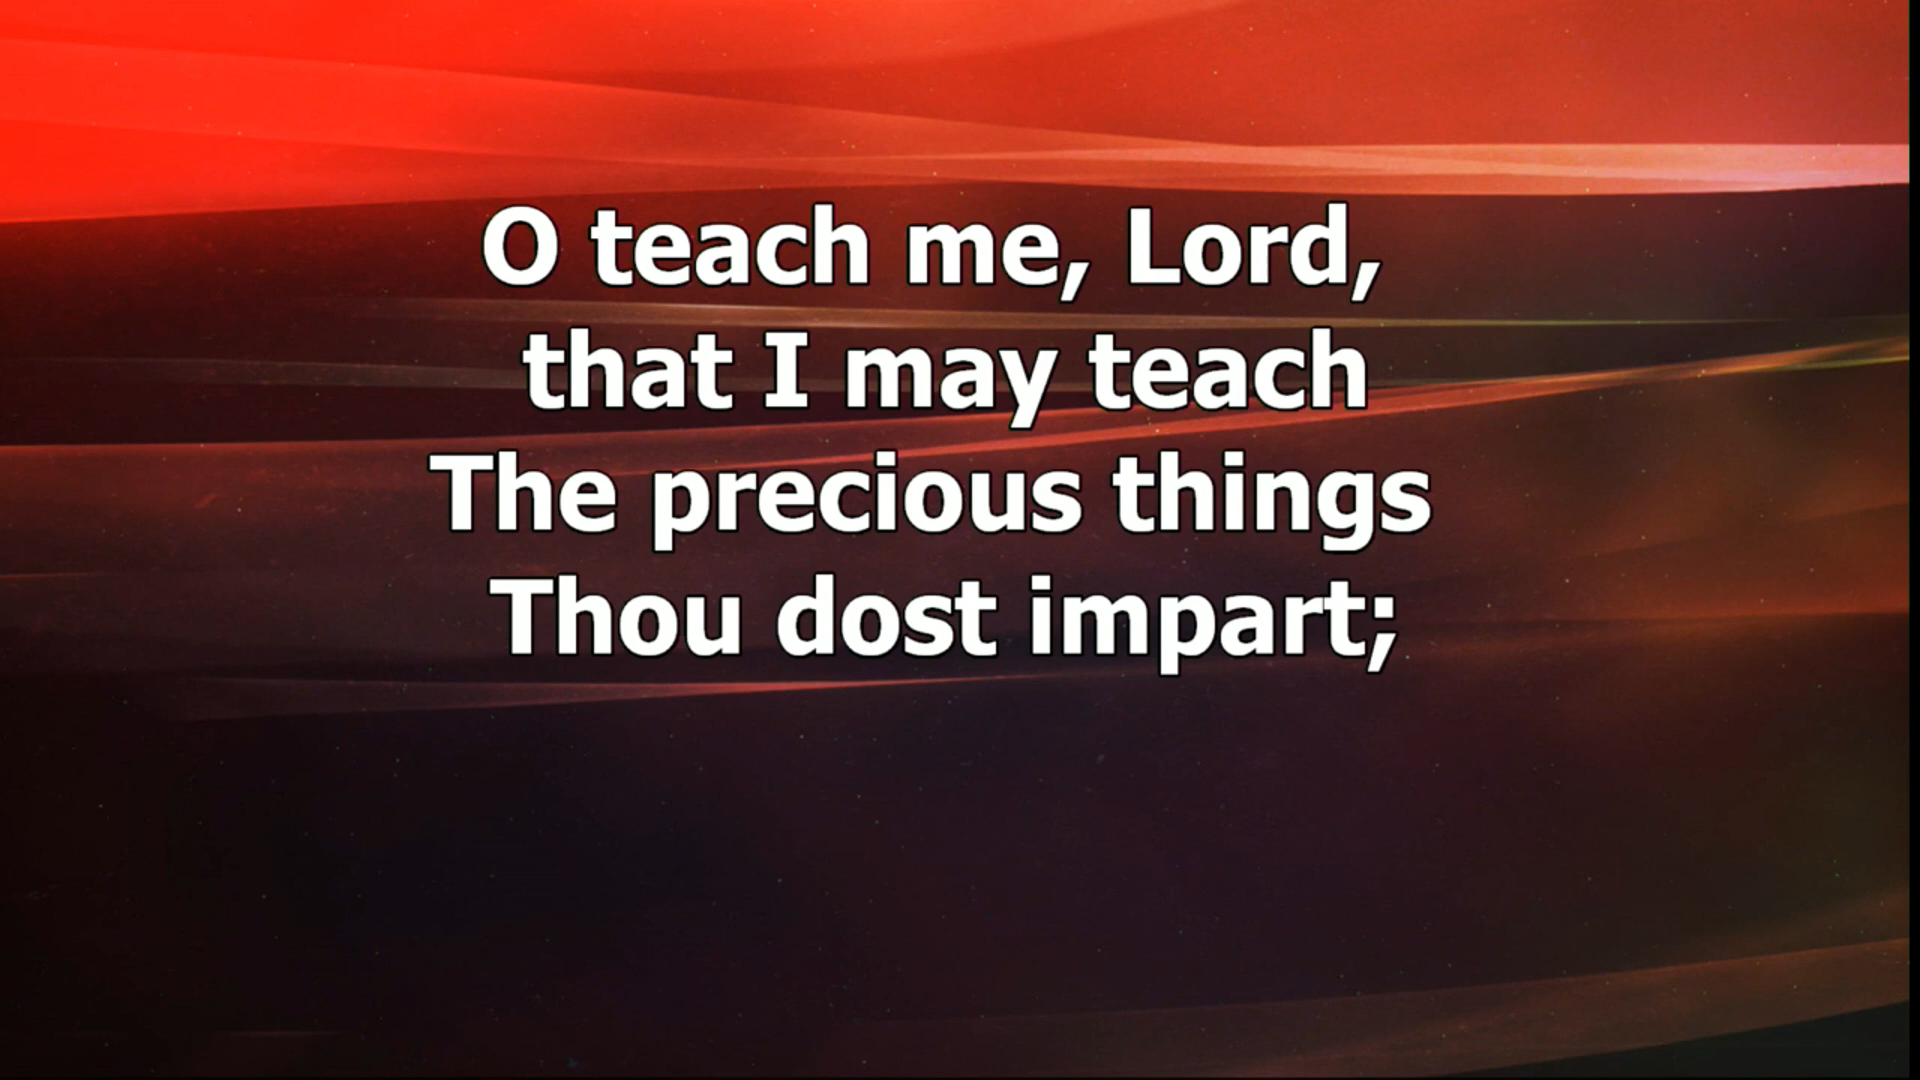 O teach me, Lord,
that I may teach
The precious things
Thou dost impart;